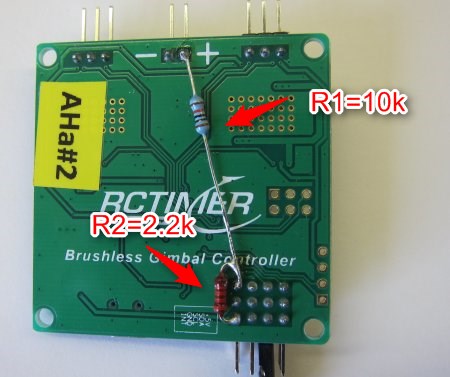 − +
R1=10k
AHa#2
RCTIMER
R2=2.2k
Brushless Gimbal Controller